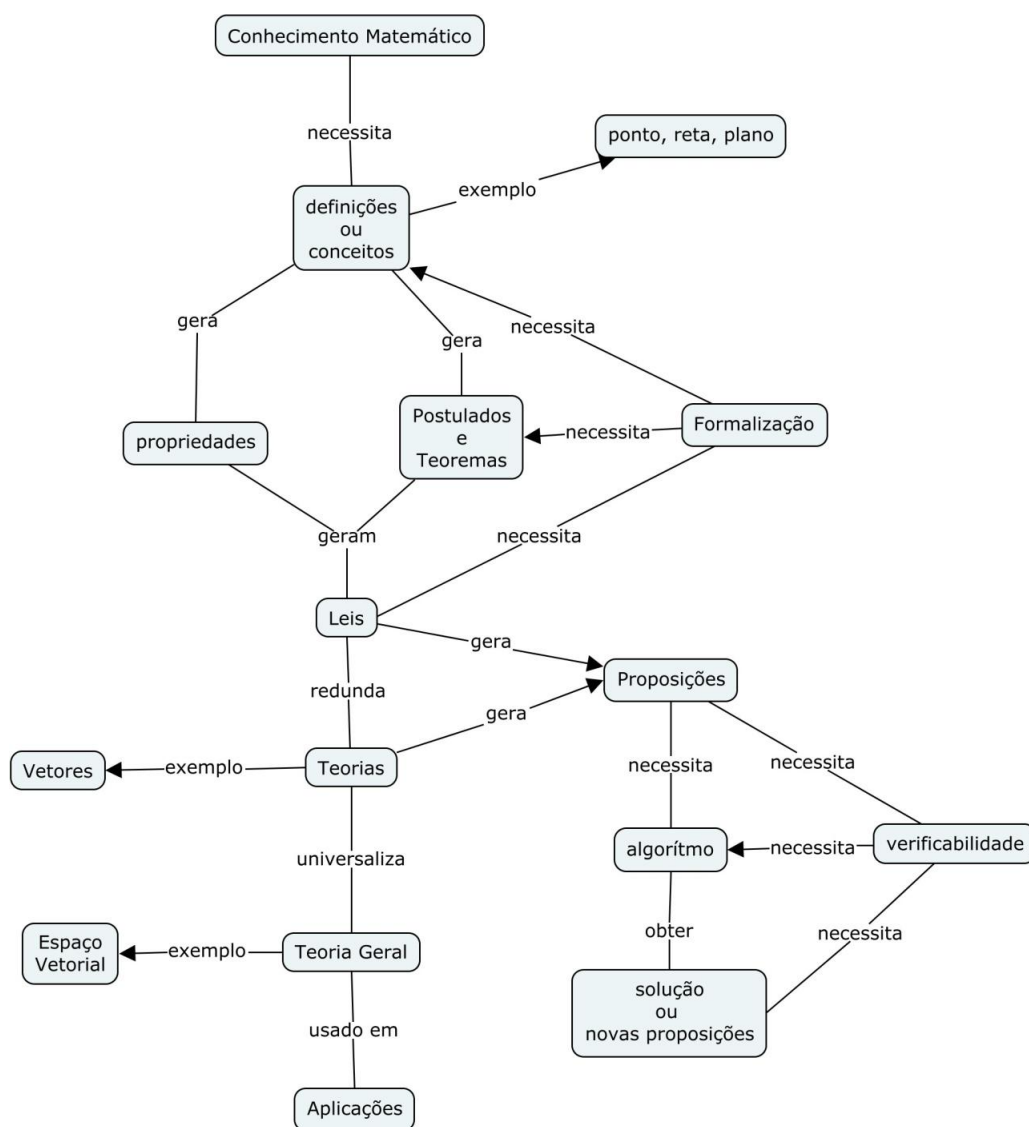 Conhecimento Matemático
necessita
ponto, reta, plano
exemplo
definições
ou
conceitos
gera
gera
necessita
propriedades
Postulados
e
Teoremas
necessita
Formalização
geram
necessita
Leis
gera
redunda
Proposições
gera
Vetores
exemplo
Teorias
necessita
necessita
universaliza
algorítmo
necessita
verificabilidade
Espaço
Vetorial
exemplo
Teoria Geral
obter
necessita
solução
ou
novas proposições
usado em
Aplicações